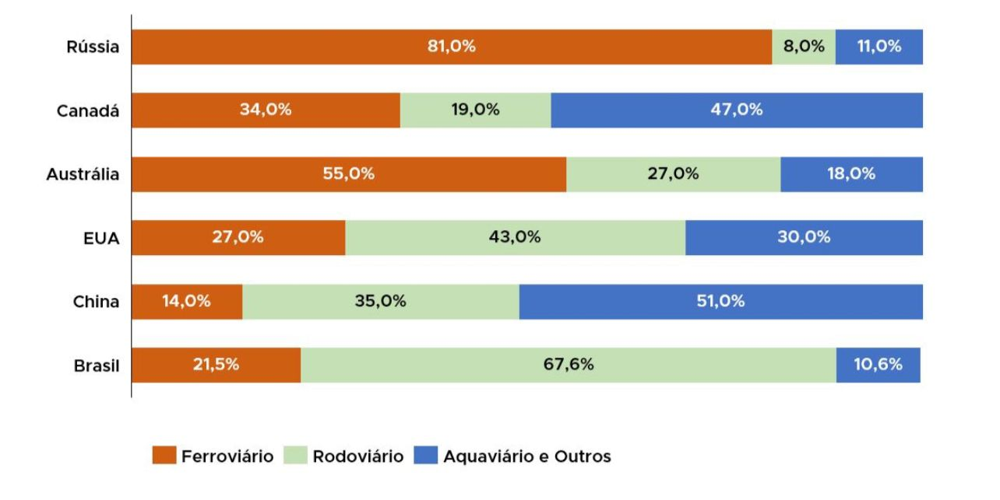 Rússia 81,0% 8,0% 11,0%
Canadá 34,0% 19,0% 47,0%
Austrália 55,0% 27,0% 18,0%
EUA 27,0% 43,0% 30,0%
China 14,0% 35,0% 51,0%
Brasil 21,5% 67,6% 10,6%
Ferroviário Rodoviário Aquaviário e Outros